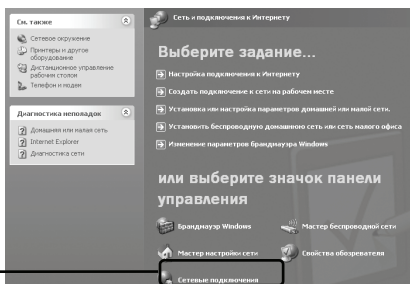 См. также
Сетевое окружение
Принтеры и другое
оборудование
Дистанционное управление
рабочим столом
Телефон и модем
Диагностика неполадок
Домашняя или малая сеть
Internet Explorer
Диагностика сети
Сеть и подключения к Интернету
Выберите задание...
Настройка подключения к Интернету
Создать подключение к сети на рабочем месте
Установка или настройка параметров домашней или малой сети.
Установить беспроводную домашнюю сеть или сеть малого офиса
Изменение параметров брандмауэра Windows
или выберите значок панели
управления
Брандмауэр Windows
Мастер беспроводной сети
Мастер настройки сети
Свойства обозревателя
Сетевые подключения